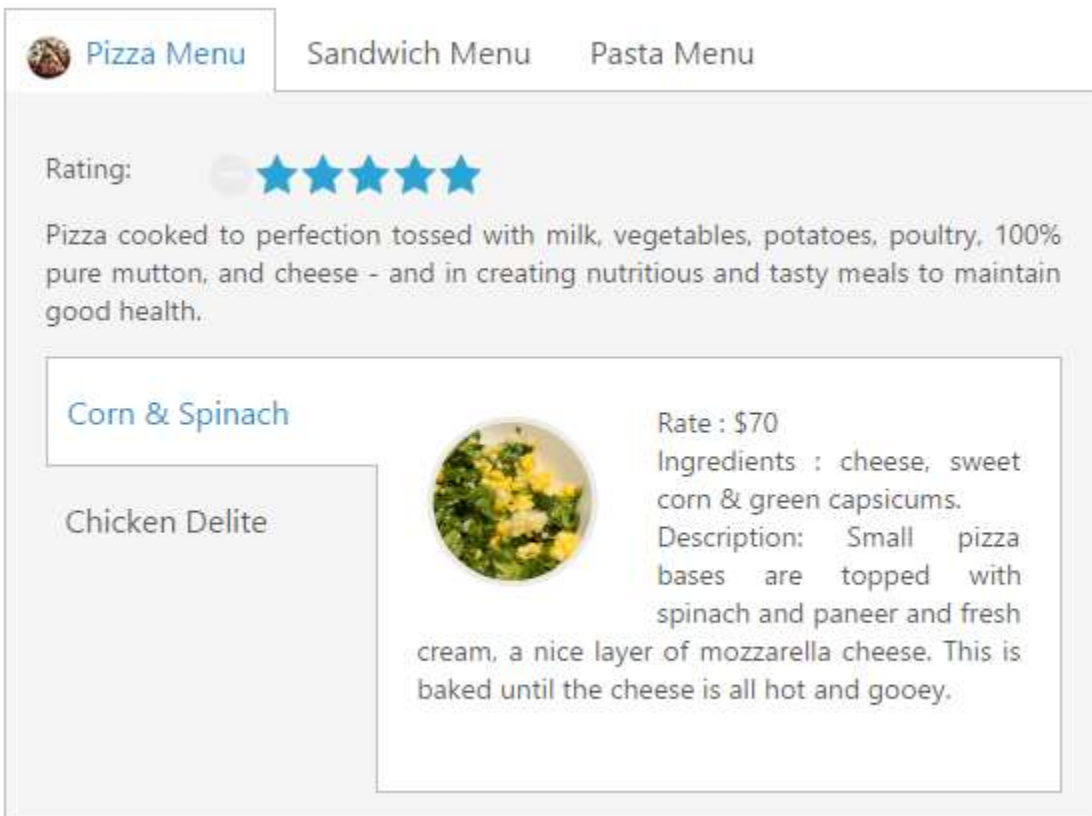 Pizza Menu Sandwich Menu Pasta Menu
Rating:
Pizza cooked to perfection tossed with milk, vegetables, potatoes, poultry, 100%
pure mutton, and cheese - and in creating nutritious and tasty meals to maintain
good health.
Corn & Spinach
Chicken Delite
Rate : $70
Ingredients : cheese, sweet
corn & green capsicums.
Description: Small pizza
bases are topped with
spinach and paneer and fresh
cream, a nice layer of mozzarella cheese. This is
baked until the cheese is all hot and gooey.